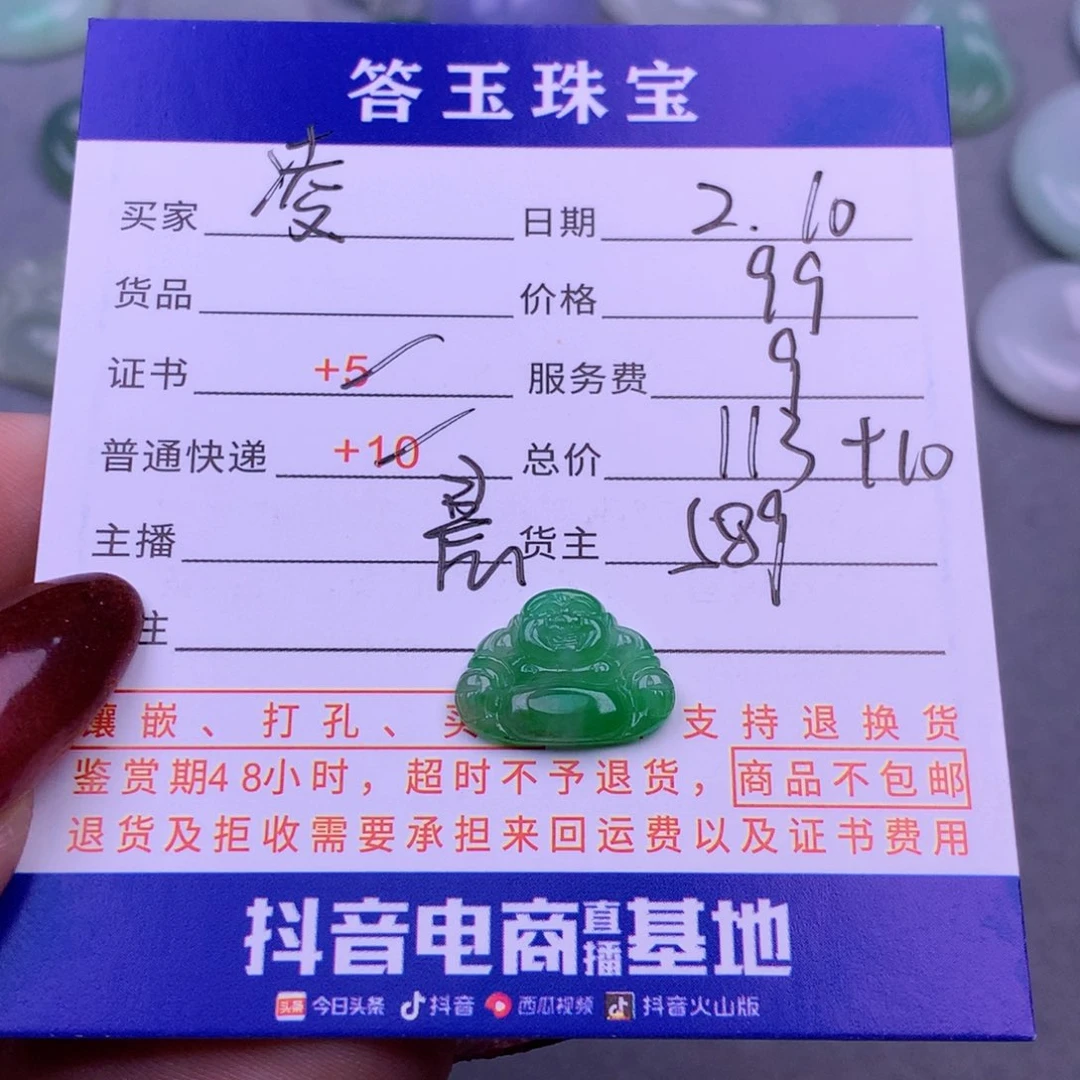 答玉珠宝
买家 日期 2.10
货品 价格 99
证书 +5 服务费 9
普通快递 +10 总价 113 +10
主播 货主 589
主
镶嵌、打孔、 支持退换货
鉴赏期48小时，超时不予退货，商品不包邮
退货及拒收需要承担来回运费以及证书费用
抖音电商直播基地
头条 今日头条 抖音 西瓜视频 抖音火山版